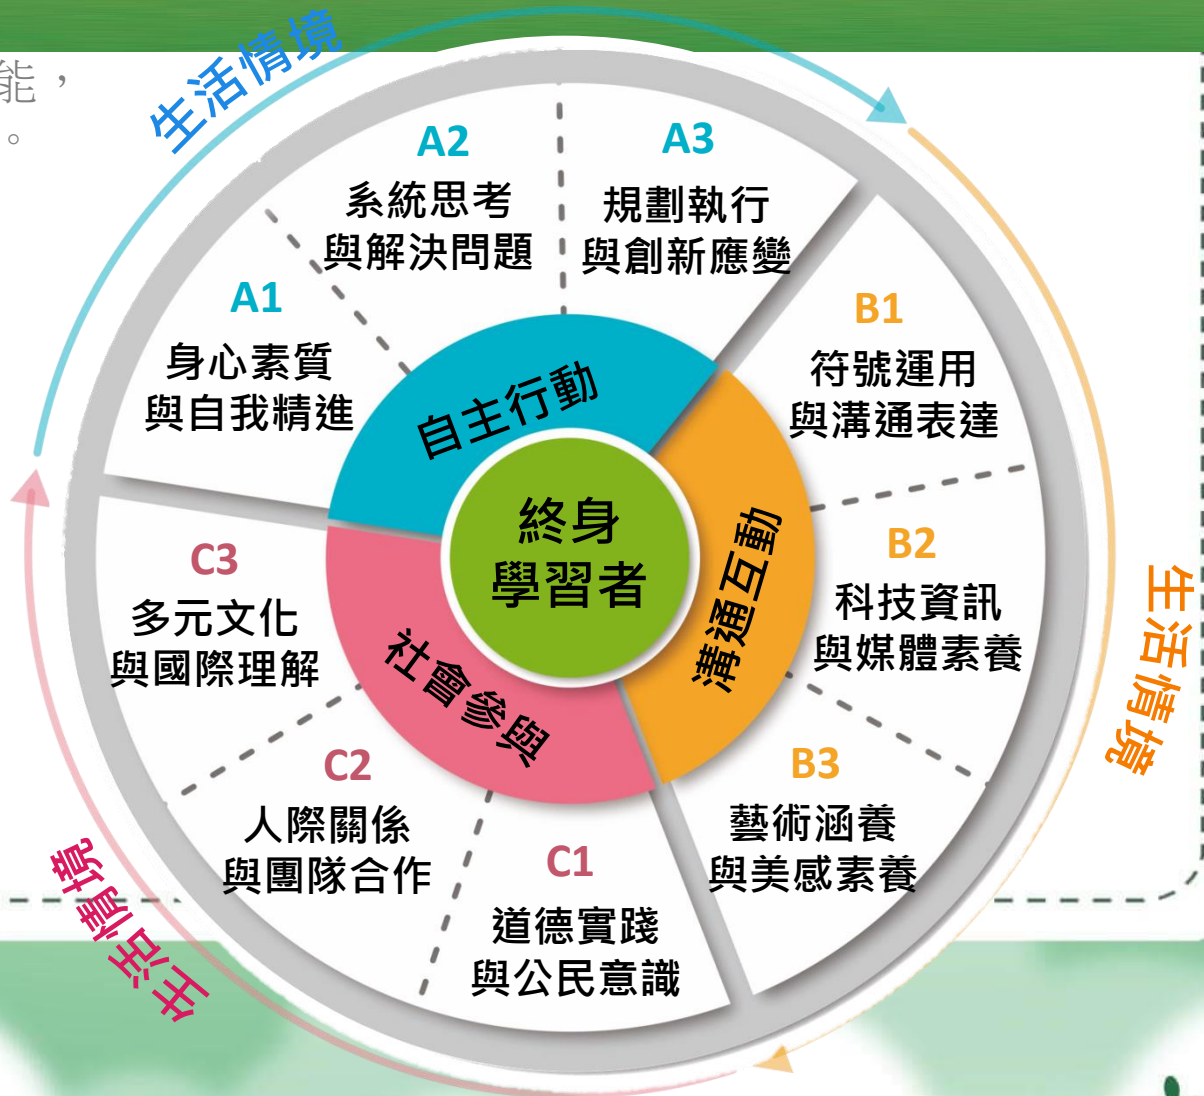 能，
。
生活情境
A1
身心素質
與自我精進
A2
系統思考
與解決問題
A3
規劃執行
與創新應變
自主行動
B1
符號運用
與溝通表達
B2
科技資訊
與媒體素養
B3
藝術涵養
與美感素養
溝通互動
生活情境
C1
道德實踐
與公民意識
C2
人際關係
與團隊合作
C3
多元文化
與國際理解
社會參與
生活情境
終身
學習者